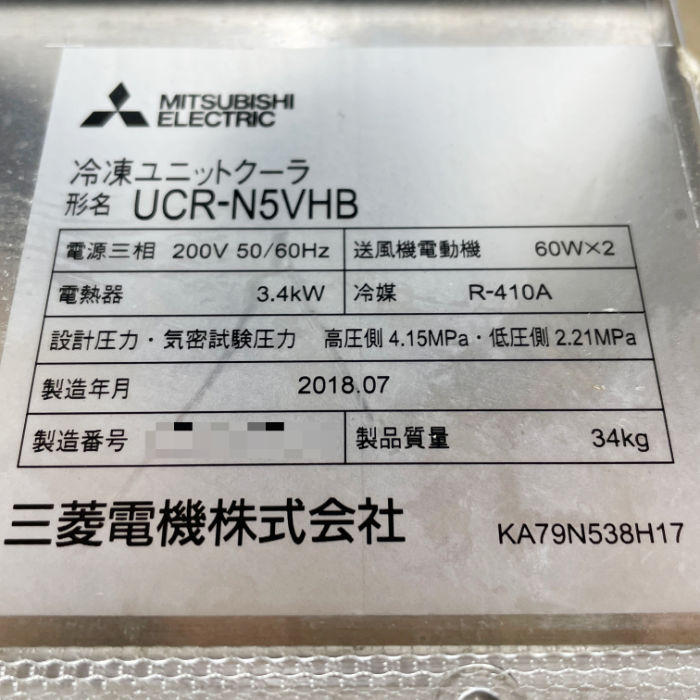 MITSUBISHI
ELECTRIC
冷凍ユニットクーラ
形名 UCR-N5VHB
電源三相 200V 50/60Hz 送風機電動機 60W×2
電熱器 3.4kW 冷媒 R-410A
設計圧力・気密試験圧力 高圧側4.15MPa・低圧側2.21MPa
製造年月 2018.07
製造番号 製品質量 34kg
三菱電機株式会社 KA79N538H17